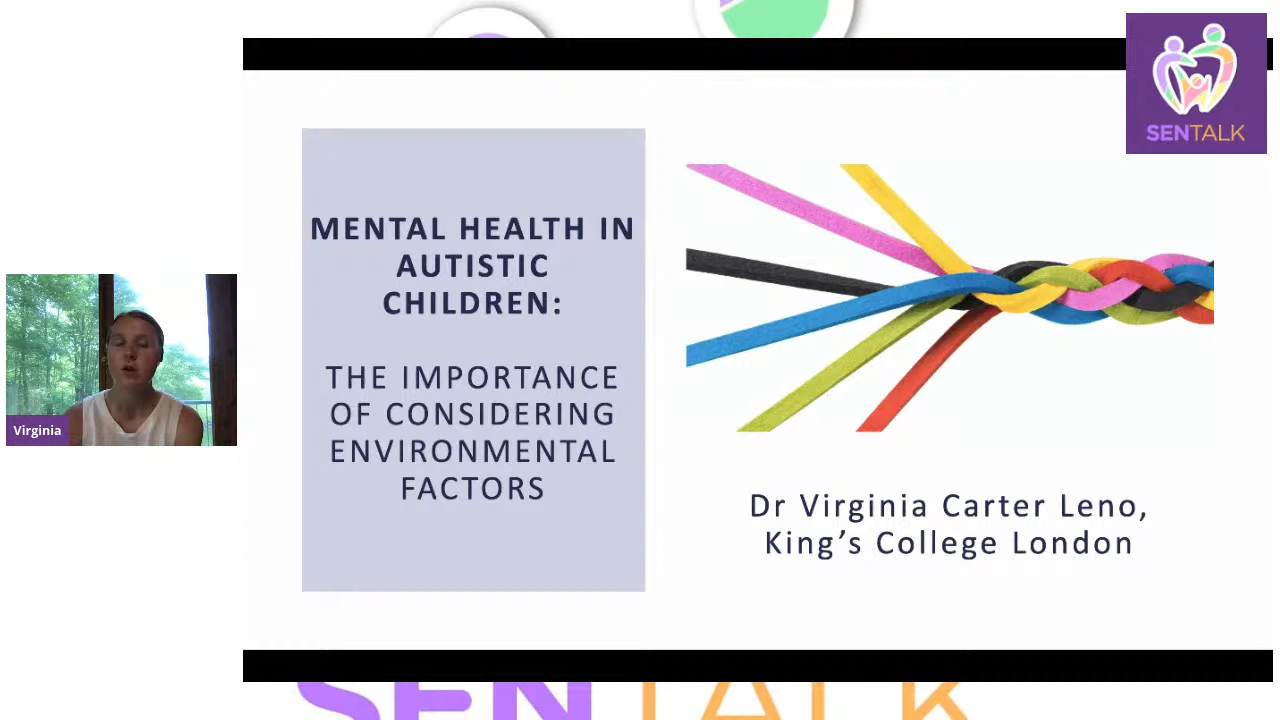 SENTALK
MENTAL HEALTH IN
AUTISTIC
CHILDREN:
THE IMPORTANCE
OF CONSIDERING
ENVIRONMENTAL
FACTORS
Virginia
Dr Virginia Carter Leno,
King’s College London
SENTALK